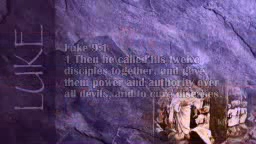 LUKE
Luke 9:1
1 Then he called his twelve
disciples together, and gave
them power and authority over
all devils, and to cure diseases.